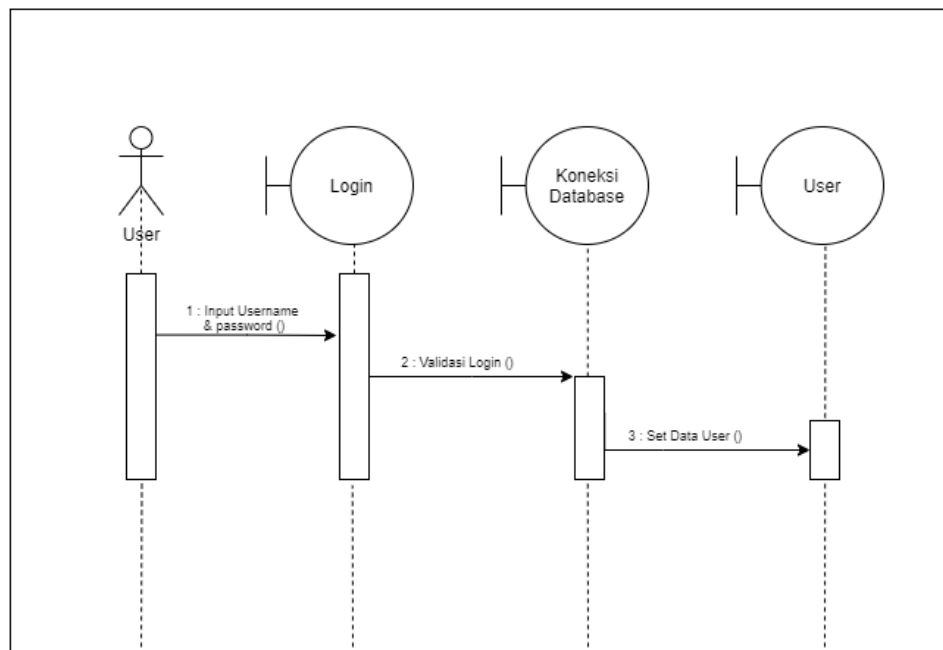 User
Login
Koneksi
Database
User
1 : Input Username
& password ()
2 : Validasi Login ()
3 : Set Data User ()